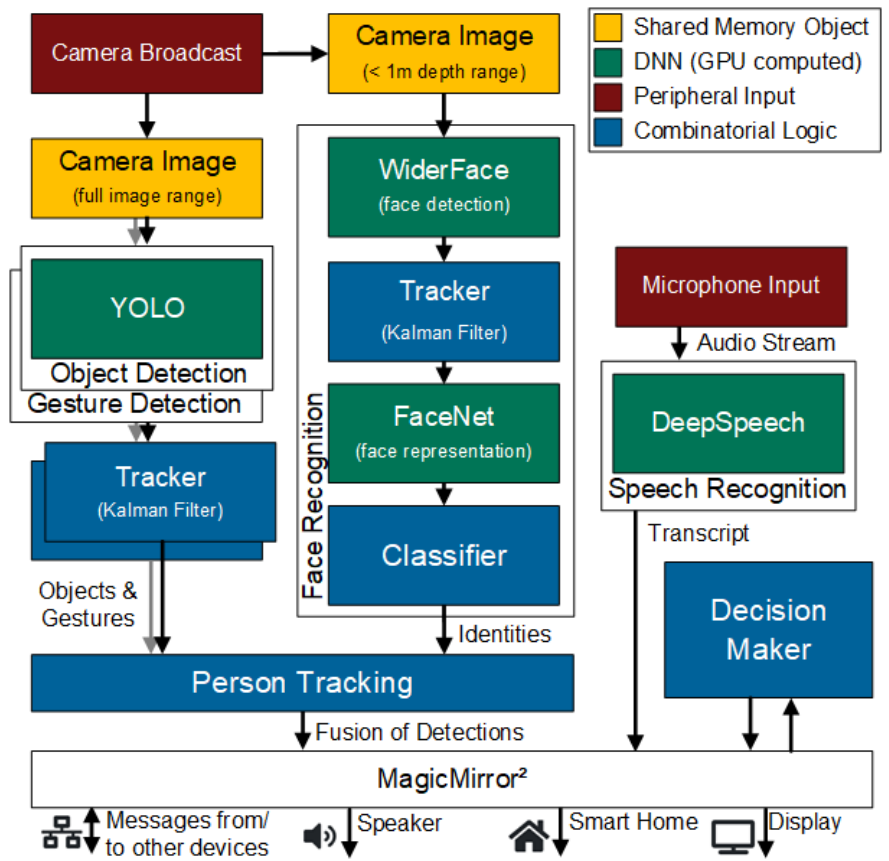 Camera Broadcast
Camera Image
(< 1m depth range)
Shared Memory Object
DNN (GPU computed)
Peripheral Input
Combinatorial Logic
Camera Image
(full image range)
WiderFace
(face detection)
YOLO
Object Detection
Gesture Detection
Tracker
(Kalman Filter)
Microphone Input
Audio Stream
FaceNet
(face representation)
DeepSpeech
Speech Recognition
Tracker
(Kalman Filter)
Classifier
Face Recognition
Transcript
Objects &
Gestures
Identities
Decision
Maker
Person Tracking
Fusion of Detections
MagicMirror²
Messages from/
to other devices
Speaker
Smart Home
Display